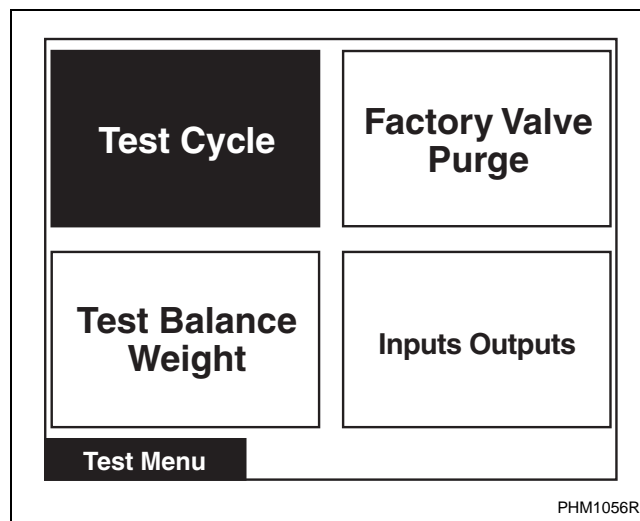 Test Cycle
Factory Valve
Purge
Test Balance
Weight
Inputs Outputs
Test Menu
PHM1056R